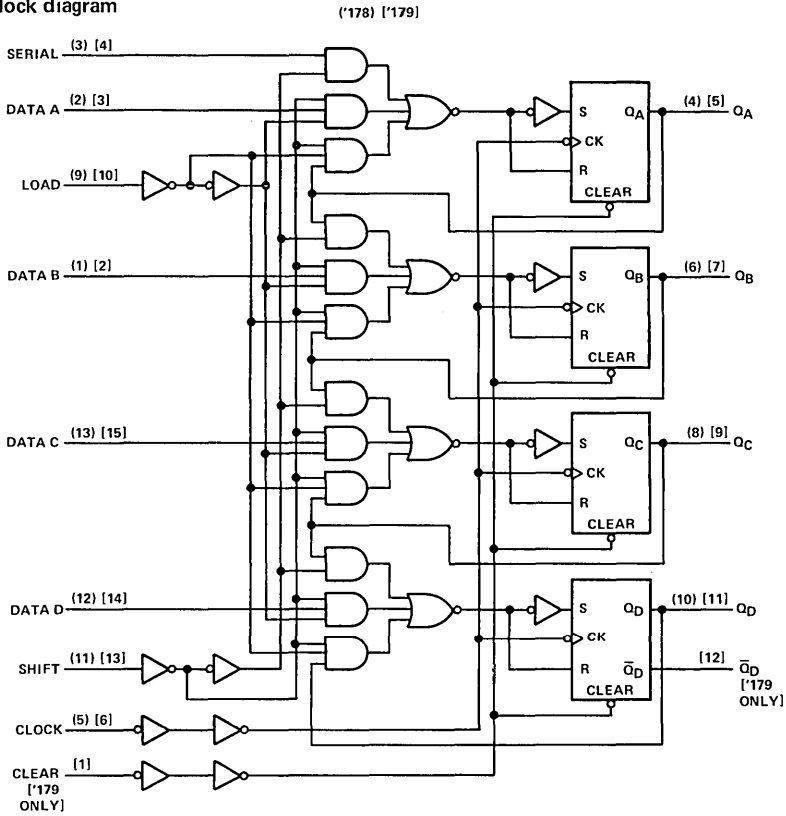 lock diagram
('178) ['179]
SERIAL (3) [4]
DATA A (2) [3]
LOAD (9) [10]
DATA B (1) [2]
DATA C (13) [15]
DATA D (12) [14]
SHIFT (11) [13]
CLOCK (5) [6]
CLEAR [1]
['179
ONLY]
S QA (4) [5] QA
CK
R
CLEAR
S QB (6) [7] QB
CK
R
CLEAR
S QC (8) [9] QC
CK
R
CLEAR
S QD (10) [11] QD
CK
R Q̅D [12] Q̅D
CLEAR
['179
ONLY]